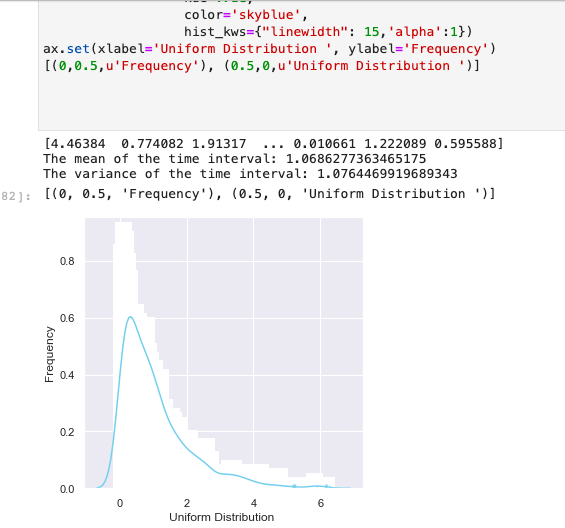 color='skyblue',
hist_kws={"linewidth": 15,'alpha':1})
ax.set(xlabel='Uniform Distribution ', ylabel='Frequency')
[(0,0.5,u'Frequency'), (0.5,0,u'Uniform Distribution ')]
[4.46384  0.774082 1.91317  ... 0.010661 1.222089 0.595588]
The mean of the time interval: 1.0686277363465175
The variance of the time interval: 1.0764469919689343
82]: [(0, 0.5, 'Frequency'), (0.5, 0, 'Uniform Distribution ')]
0.8
0.6
0.4
0.2
0.0
Frequency
0 2 4 6
Uniform Distribution